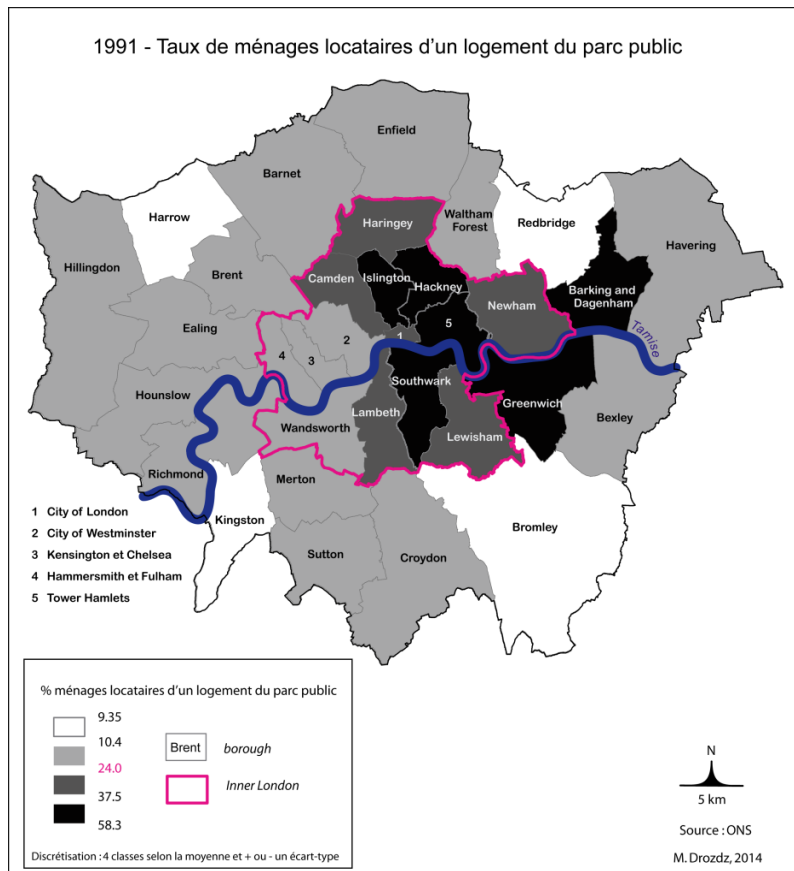 1991 - Taux de ménages locataires d'un logement du parc public
Enfield
Barnet
Harrow
Haringey
Waltham
Forest
Redbridge
Havering
Hillingdon
Brent
Camden
Islington
Hackney
Newham
Barking and
Dagenham
Ealing
5
1
2
3
4
Tamise
Hounslow
Southwark
Greenwich
Bexley
Lambeth
Wandsworth
Lewisham
Richmond
Merton
Kingston
Bromley
Sutton
Croydon
1 City of London
2 City of Westminster
3 Kensington et Chelsea
4 Hammersmith et Fulham
5 Tower Hamlets
% ménages locataires d'un logement du parc public
9.35
10.4
24.0
37.5
58.3
Brent borough
Inner London
Discrétisation : 4 classes selon la moyenne et + ou - un écart-type
N
5 km
Source : ONS
M. Drozdz, 2014